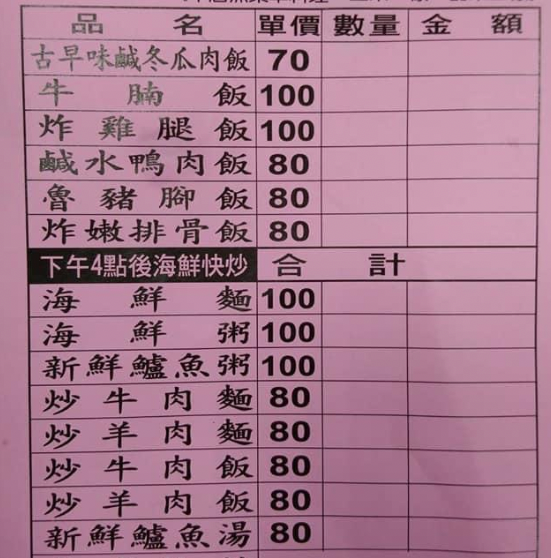 品名 單價 數量 金額
古早味鹹冬瓜肉飯 70
牛腩飯 100
炸雞腿飯 100
鹹水鴨肉飯 80
魯豬腳飯 80
炸嫩排骨飯 80
下午4點後海鮮快炒 合計
海鮮麵 100
海鮮粥 100
新鮮鱸魚粥 100
炒牛肉麵 80
炒羊肉麵 80
炒牛肉飯 80
炒羊肉飯 80
新鮮鱸魚湯 80